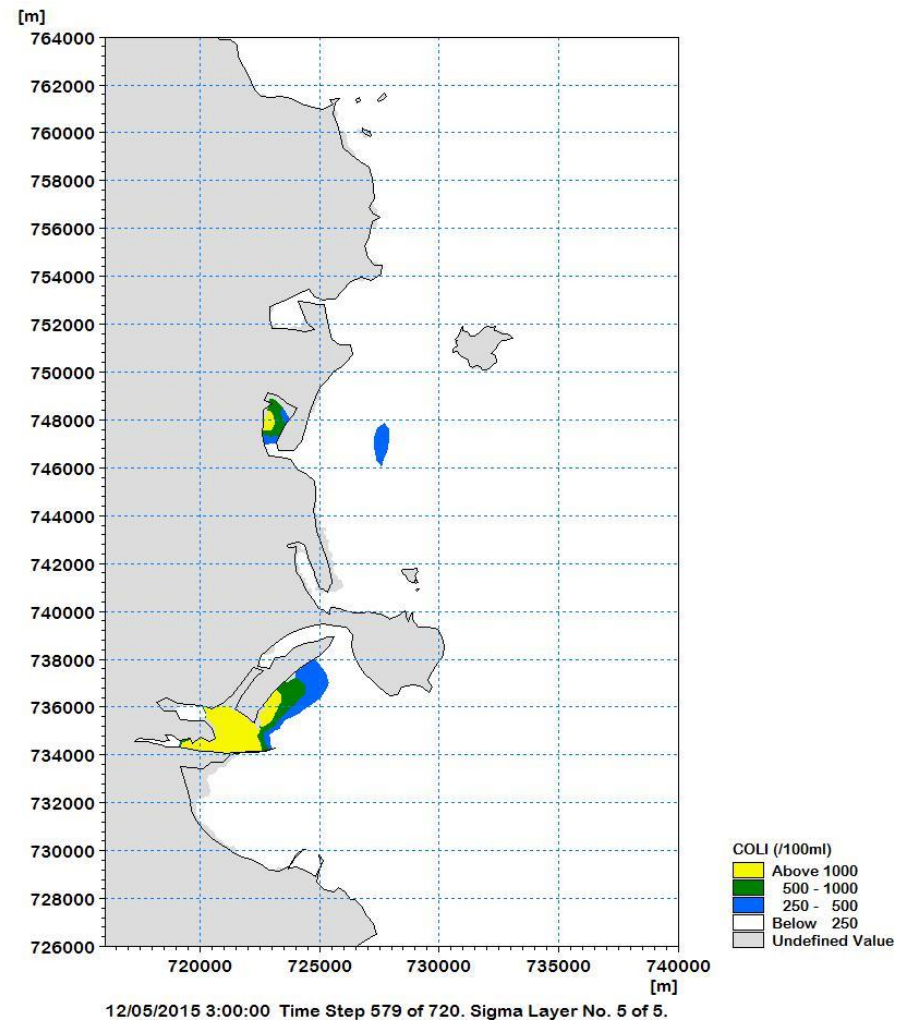 [m]
764000
762000
760000
758000
756000
754000
752000
750000
748000
746000
744000
742000
740000
738000
736000
734000
732000
730000
728000
726000
720000 725000 730000 735000 740000
[m]
COLI (/100ml)
Above 1000
500 - 1000
250 - 500
Below 250
Undefined Value
12/05/2015 3:00:00 Time Step 579 of 720. Sigma Layer No. 5 of 5.